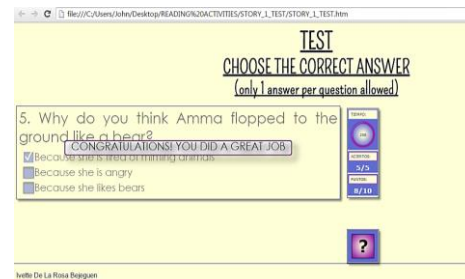 file:///C:/Users/John/Desktop/READING%20ACTIVITIES/STORY_1_TEST/STORY_1_TEST.htm
TEST
CHOOSE THE CORRECT ANSWER
(only 1 answer per question allowed)
5. Why do you think Amma flopped to the
ground like a bear?
CONGRATULATIONS! YOU DID A GREAT JOB
Because she is tired of miming animals
Because she is angry
Because she likes bears
5/5
8/10
?
Ivette De La Rosa Bejeguen